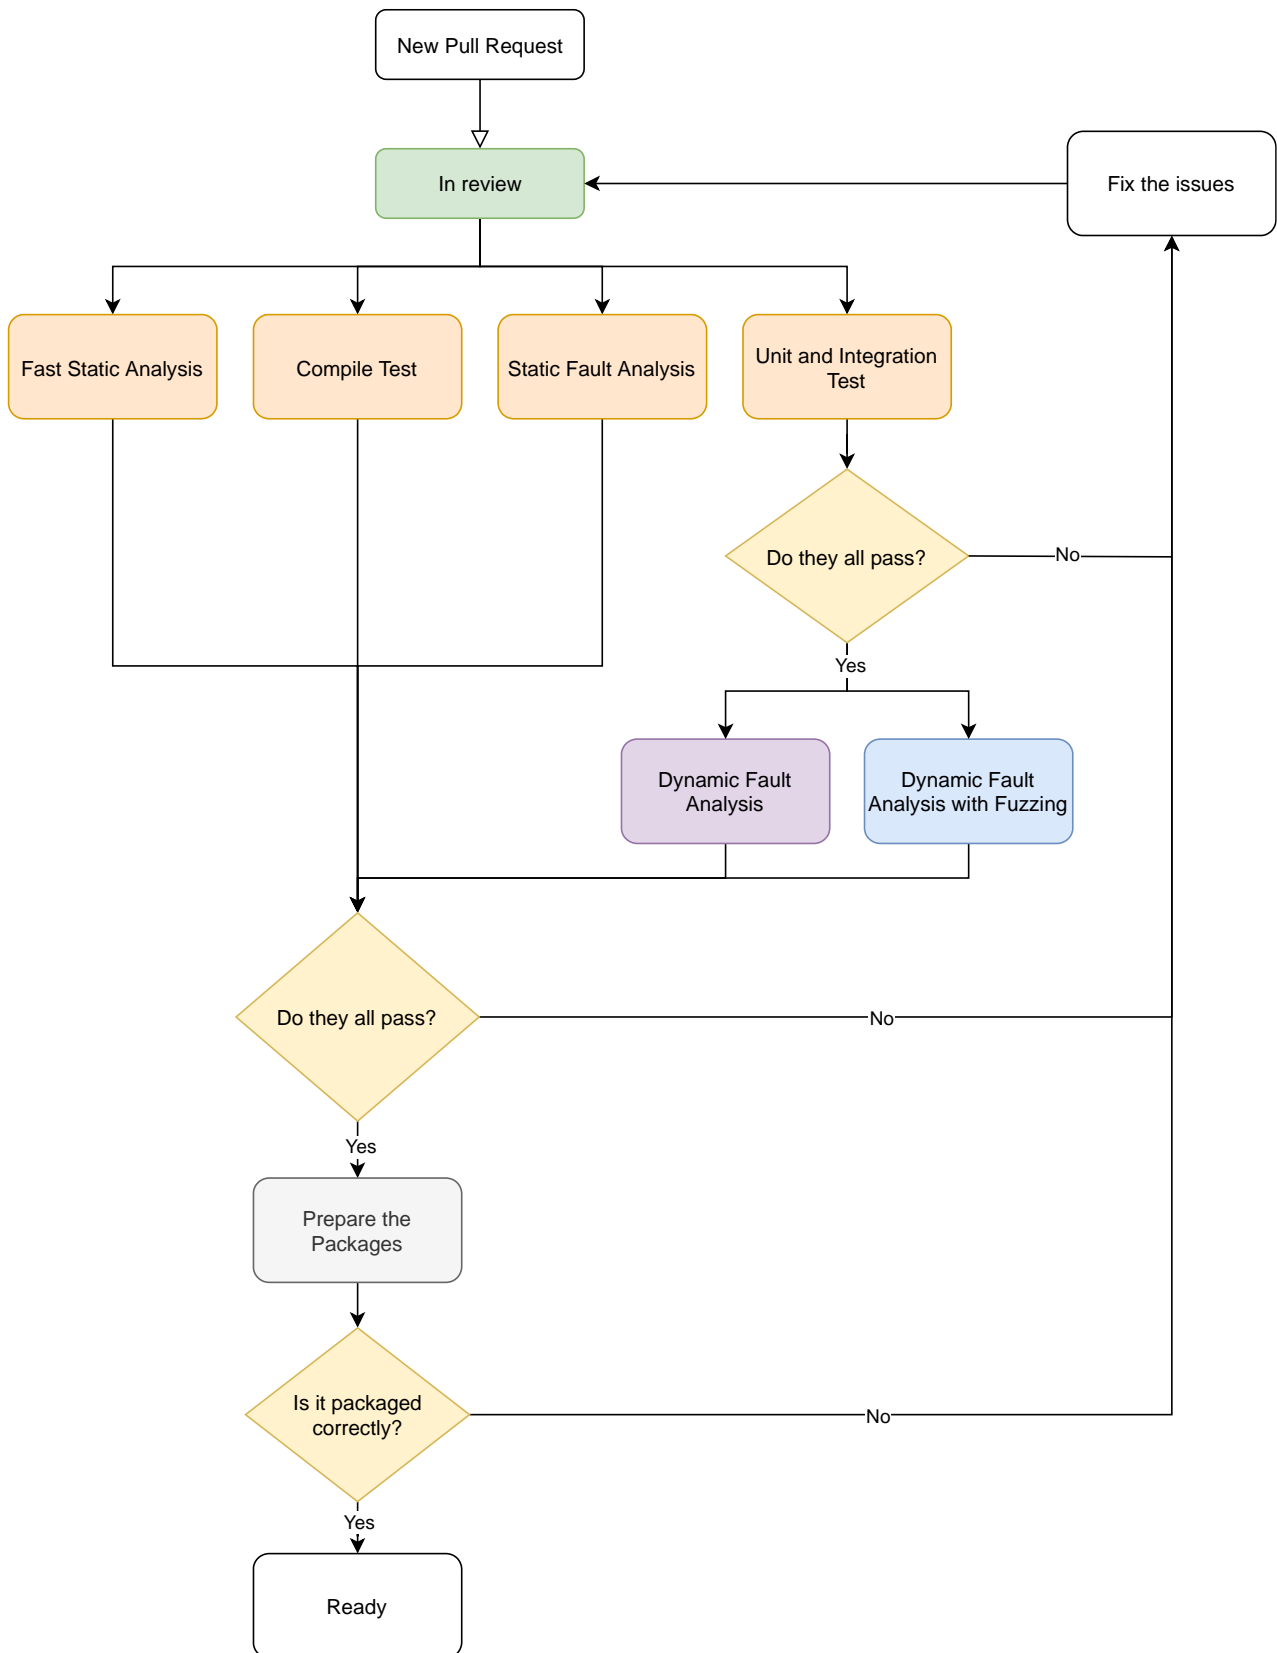 New Pull Request
In review
Fix the issues
Fast Static Analysis
Compile Test
Static Fault Analysis
Unit and Integration
Test
Do they all pass?
No
Yes
Dynamic Fault
Analysis
Dynamic Fault
Analysis with Fuzzing
Do they all pass?
No
Yes
Prepare the
Packages
Is it packaged
correctly?
No
Yes
Ready